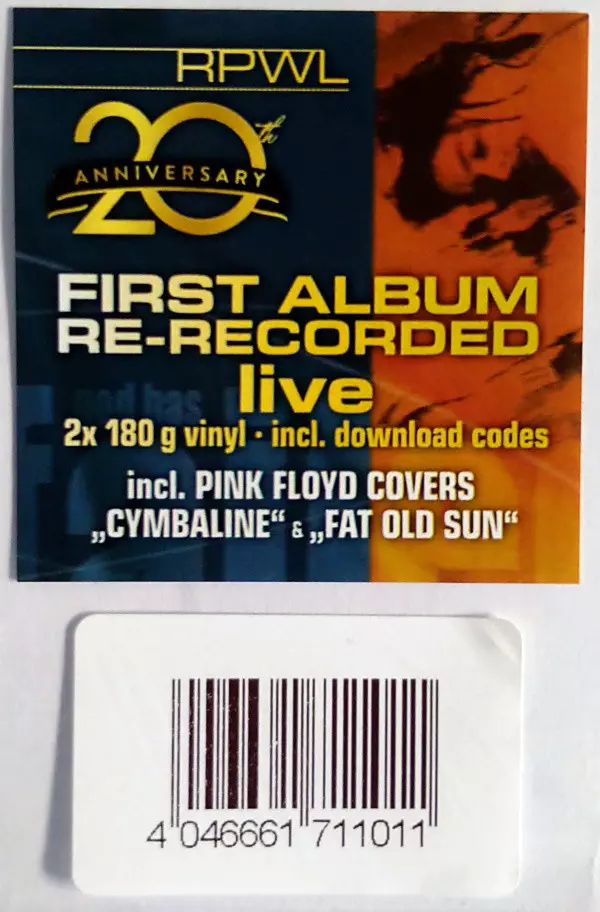 RPWL
20th
ANNIVERSARY
FIRST ALBUM
RE-RECORDED
live
2x 180 g vinyl · incl. download codes
incl. PINK FLOYD COVERS
„CYMBALINE“ & „FAT OLD SUN“
4 046661 711011